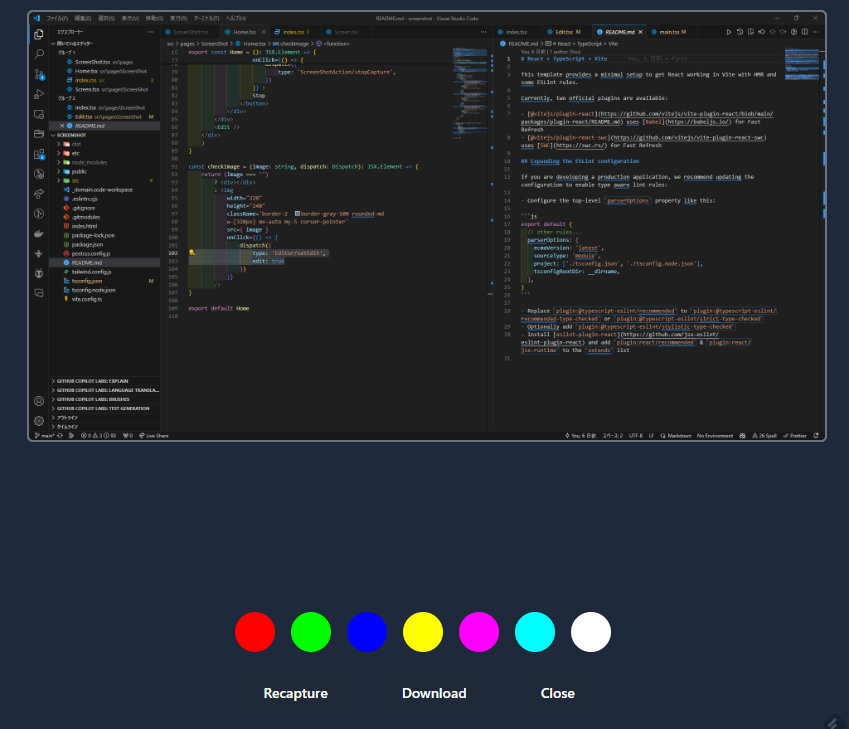 ファイル(F) 編集(E) 選択(S) 表示(V) 移動(G) 実行(R) ターミナル(T) ヘルプ(H)
README.md - screenshot - Visual Studio Code
エクスプローラー
開いているエディター
グループ 1
ScreenShot.tsx src\pages
Home.tsx src\pages\ScreenShot
index.css src 3
Screen.tsx src\pages\ScreenShot
グループ 2
index.tsx src\pages\ScreenShot
Edit.tsx src\pages\ScreenShot M
README.md
SCREENSHOT
dist
etc
node_modules
public
src
_domain.code-workspace
.eslintrc.cjs
.gitignore
.gitmodules
index.html
package-lock.json
package.json
postcss.config.js
README.md
tailwind.config.js
tsconfig.json M
tsconfig.node.json
vite.config.ts
GITHUB COPILOT LABS: EXPLAIN
GITHUB COPILOT LABS: LANGUAGE TRANSLA...
GITHUB COPILOT LABS: BRUSHES
GITHUB COPILOT LABS: TEST GENERATION
アウトライン
タイムライン
ScreenShot.tsx Home.tsx index.css 3 Screen.tsx
src > pages > ScreenShot > Home.tsx > checkImage > <function>
export const Home = (): JSX.Element => {
onClick={() => {
type: 'ScreenShotAction/stopCapture',
})
}} >
Stop
</button>
</div>
</div>
<Edit />
</div>
)
}
const checkImage = (image: string, dispatch: Dispatch): JSX.Element => {
return (image === '')
? <div></div>
: <img
width="320"
height="240"
className='border-2 border-gray-100 rounded-md
w-[320px] ms-auto my-5 cursor-pointer'
src={ image }
onClick={() => {
dispatch({
type: 'Editor/setEdit',
edit: true
})
}}
/>
}
export default Home
index.tsx Edit.tsx M README.md main.tsx M
README.md > # React + TypeScript + Vite
You, 6 日前 | 1 author (You)
# React + TypeScript + Vite
This template provides a minimal setup to get React working in Vite with HMR and
some ESLint rules.
Currently, two official plugins are available:
- [@vitejs/plugin-react](https://github.com/vitejs/vite-plugin-react/blob/main/
packages/plugin-react/README.md) uses [Babel](https://babeljs.io/) for Fast
Refresh
- [@vitejs/plugin-react-swc](https://github.com/vitejs/vite-plugin-react-swc)
uses [SWC](https://swc.rs/) for Fast Refresh
## Expanding the ESLint configuration
If you are developing a production application, we recommend updating the
configuration to enable type aware lint rules:
- Configure the top-level `parserOptions` property like this:
```js
export default {
// other rules...
parserOptions: {
ecmaVersion: 'latest',
sourceType: 'module',
project: ['./tsconfig.json', './tsconfig.node.json'],
tsconfigRootDir: __dirname,
},
}
```
- Replace `plugin:@typescript-eslint/recommended` to `plugin:@typescript-eslint/
recommended-type-checked` or `plugin:@typescript-eslint/strict-type-checked`
- Optionally add `plugin:@typescript-eslint/stylistic-type-checked`
- Install [eslint-plugin-react](https://github.com/jsx-eslint/
eslint-plugin-react) and add `plugin:react/recommended` & `plugin:react/
jsx-runtime` to the `extends` list
main* Live Share
You, 6 日前 スペース: 2 UTF-8 LF Markdown No Environment 26 Spell Prettier
Recapture Download Close